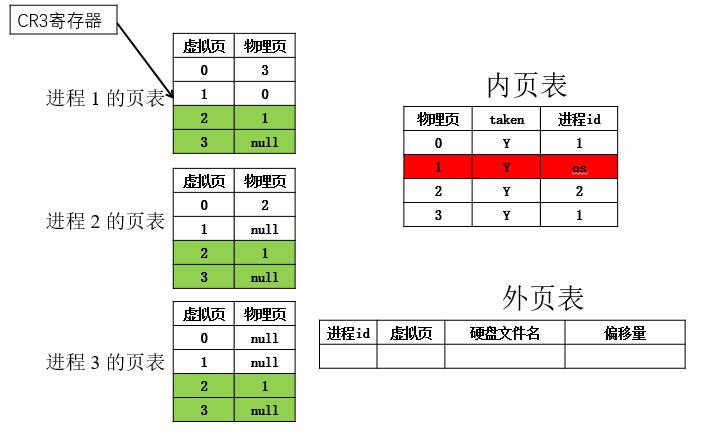 CR3寄存器
进程 1 的页表
虚拟页 物理页
0 3
1 0
2 1
3 null
进程 2 的页表
虚拟页 物理页
0 2
1 null
2 1
3 null
进程 3 的页表
虚拟页 物理页
0 null
1 null
2 1
3 null
内页表
物理页 taken 进程id
0 Y 1
1 Y os
2 Y 2
3 Y 1
外页表
进程id 虚拟页 硬盘文件名 偏移量